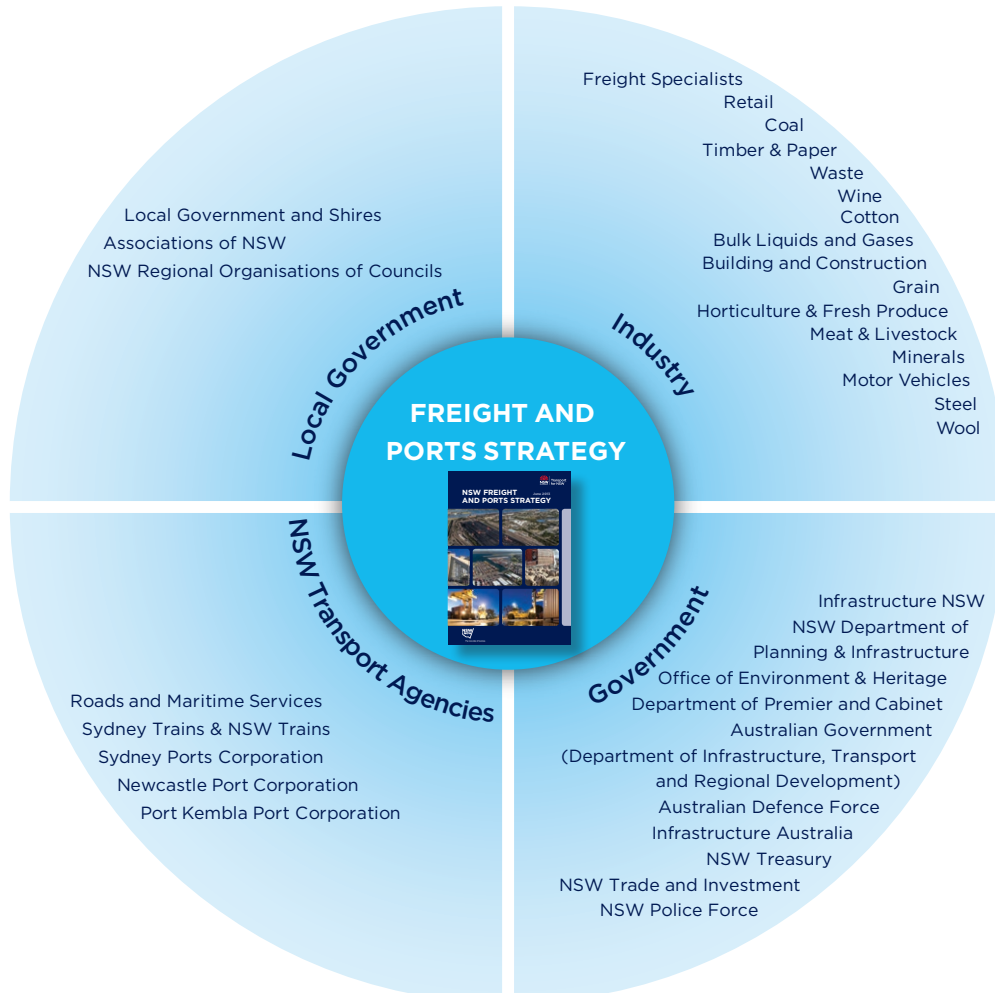 Freight Specialists
Retail
Coal
Timber & Paper
Waste
Wine
Cotton
Bulk Liquids and Gases
Building and Construction
Grain
Horticulture & Fresh Produce
Meat & Livestock
Minerals
Motor Vehicles
Steel
Wool
Industry
Local Government and Shires
Associations of NSW
NSW Regional Organisations of Councils
Local Government
FREIGHT AND
PORTS STRATEGY
NSW FREIGHT
AND PORTS STRATEGY
Transport
for NSW
NSW Transport Agencies
Roads and Maritime Services
Sydney Trains & NSW Trains
Sydney Ports Corporation
Newcastle Port Corporation
Port Kembla Port Corporation
Government
Infrastructure NSW
NSW Department of
Planning & Infrastructure
Office of Environment & Heritage
Department of Premier and Cabinet
Australian Government
(Department of Infrastructure, Transport
and Regional Development)
Australian Defence Force
Infrastructure Australia
NSW Treasury
NSW Trade and Investment
NSW Police Force